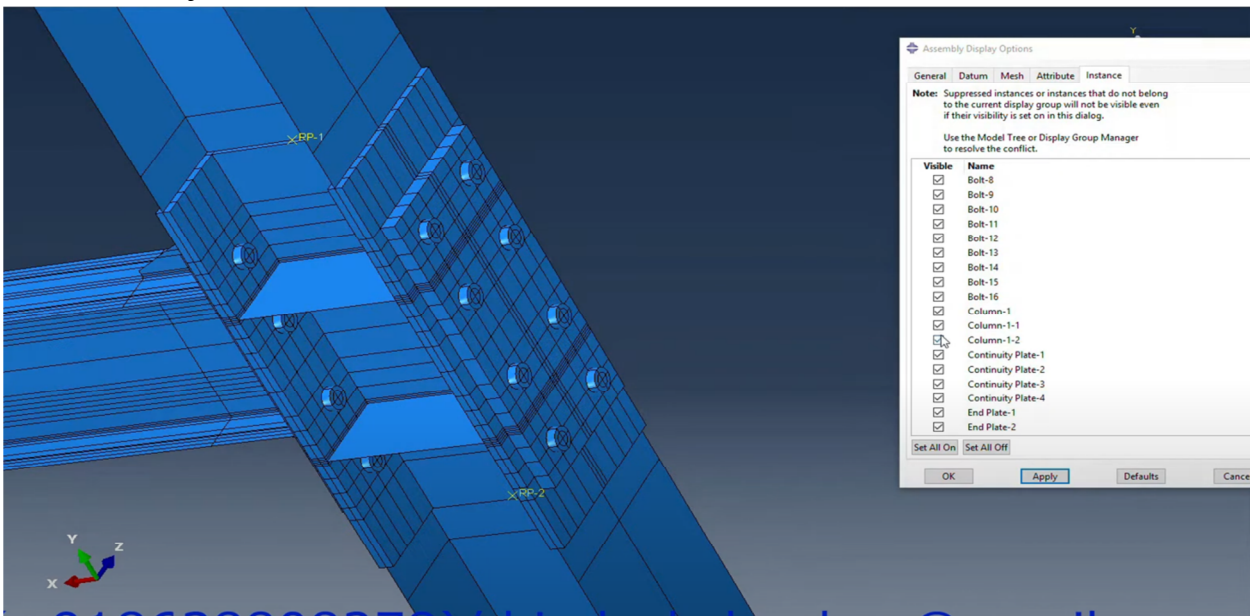 Y
RP-1
RP-2
Y
Z
X
Assembly Display Options
General Datum Mesh Attribute Instance
Note: Suppressed instances or instances that do not belong
to the current display group will not be visible even
if their visibility is set on in this dialog.
Use the Model Tree or Display Group Manager
to resolve the conflict.
Visible Name
Bolt-8
Bolt-9
Bolt-10
Bolt-11
Bolt-12
Bolt-13
Bolt-14
Bolt-15
Bolt-16
Column-1
Column-1-1
Column-1-2
Continuity Plate-1
Continuity Plate-2
Continuity Plate-3
Continuity Plate-4
End Plate-1
End Plate-2
Set All On Set All Off
OK Apply Defaults Cance